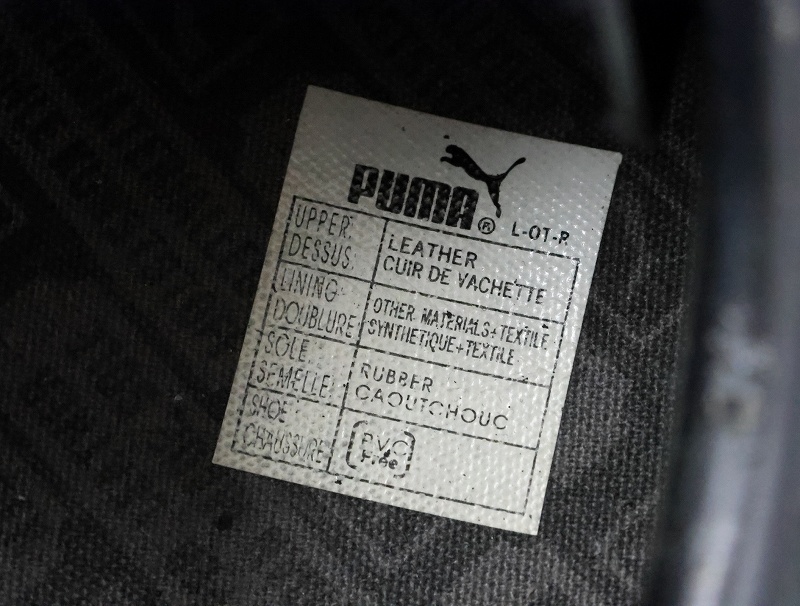 PUMA® L-OT-R
UPPER
DESSUS
LEATHER
CUIR DE VACHETTE
LINING
DOUBLURE
OTHER MATERIALS+TEXTILE
SYNTHETIQUE+TEXTILE
SOLE
SEMELLE
RUBBER
CAOUTCHOUC
SHOE
CHAUSSURE
PVC
Free